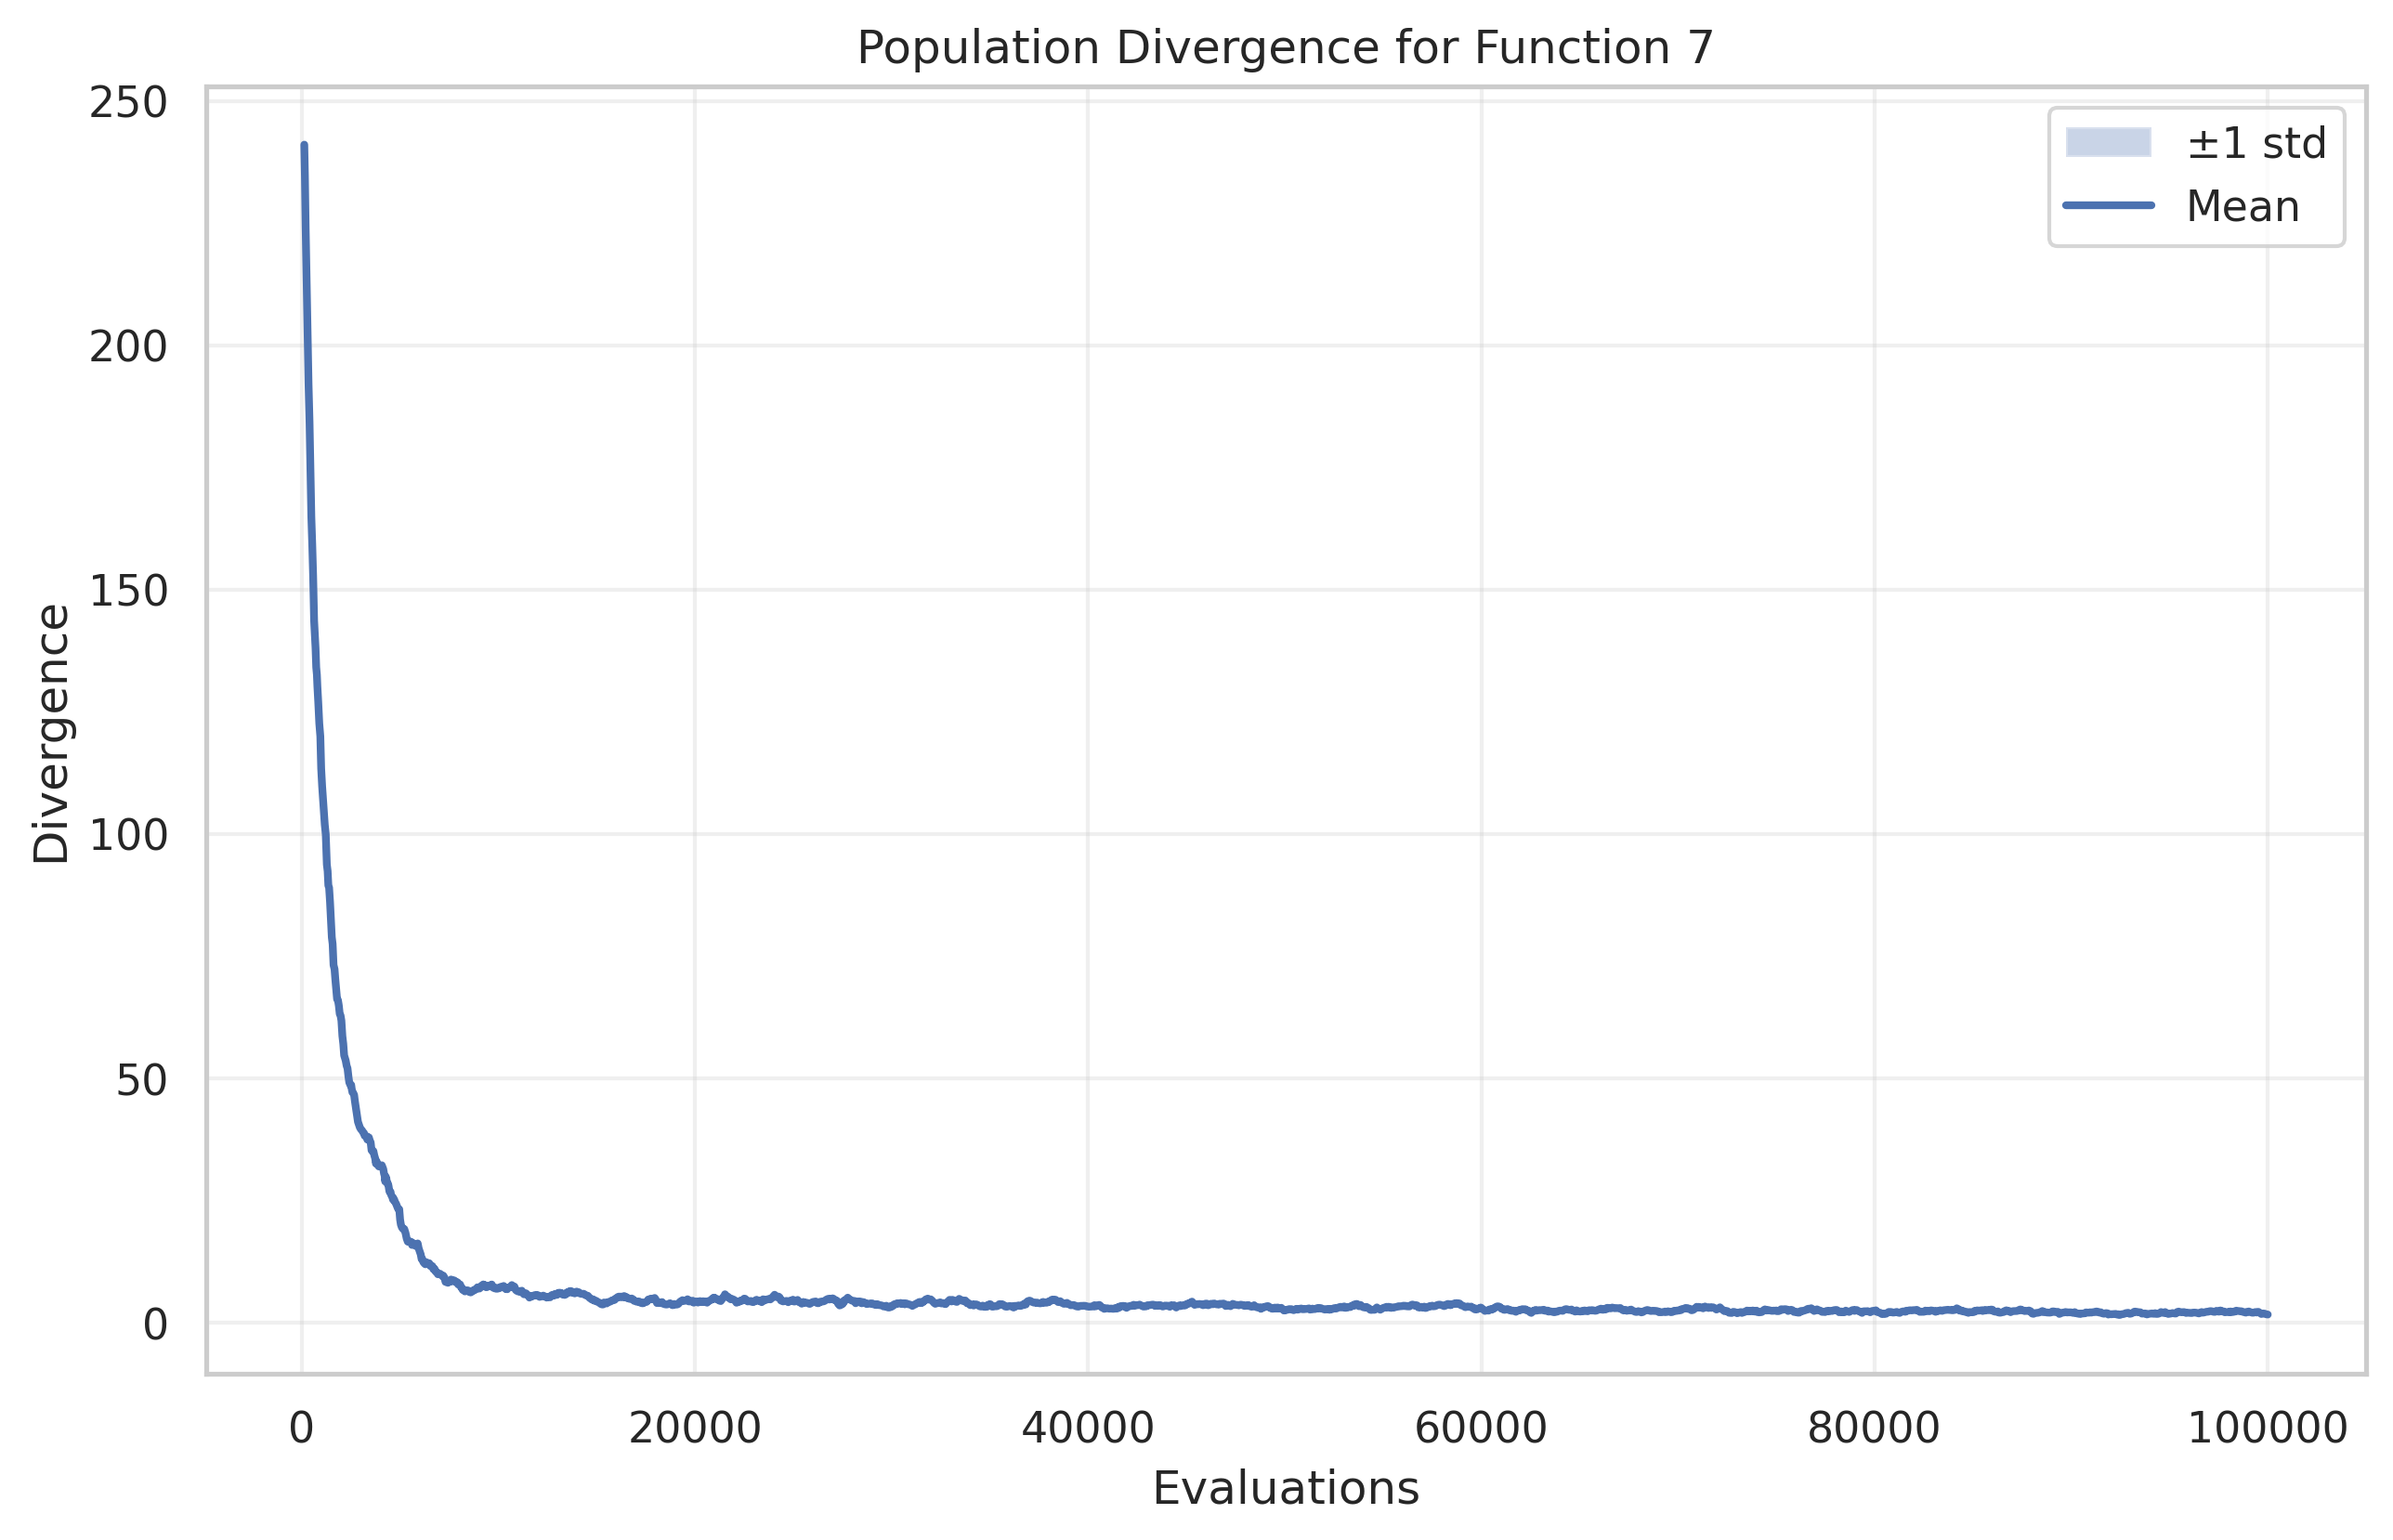 Population Divergence for Function 7
±1 std
Mean
250
200
150
100
50
0
Divergence
0 20000 40000 60000 80000 100000
Evaluations